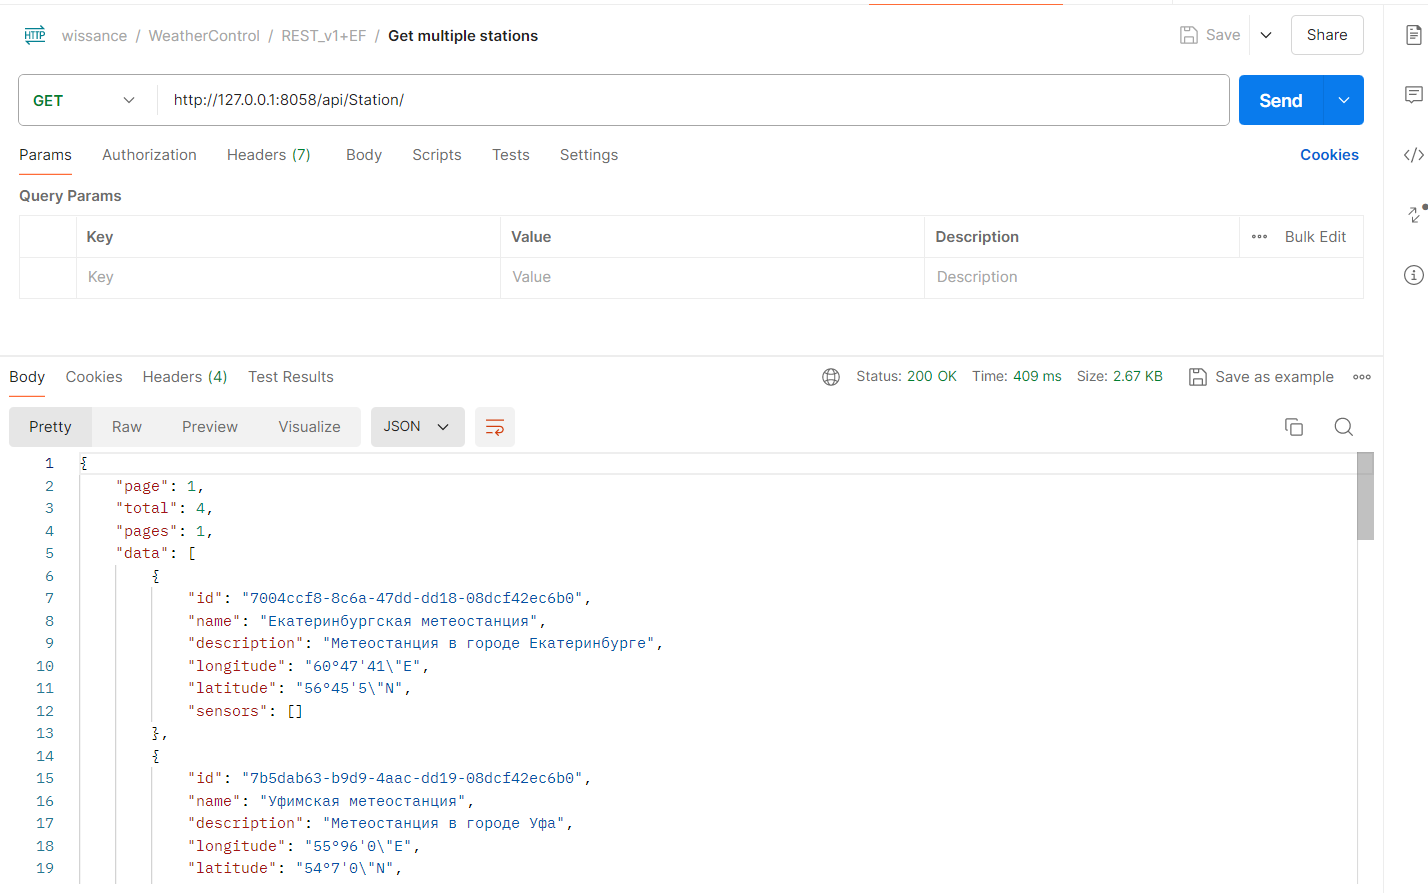 HTTP wissance / WeatherControl / REST_v1+EF / Get multiple stations Save Share
GET http://127.0.0.1:8058/api/Station/ Send
Params Authorization Headers (7) Body Scripts Tests Settings Cookies
Query Params
Key Value Description Bulk Edit
Key Value Description
Body Cookies Headers (4) Test Results Status: 200 OK Time: 409 ms Size: 2.67 KB Save as example
Pretty Raw Preview Visualize JSON
1 {
2 "page": 1,
3 "total": 4,
4 "pages": 1,
5 "data": [
6 {
7 "id": "7004ccf8-8c6a-47dd-dd18-08dcf42ec6b0",
8 "name": "Екатеринбургская метеостанция",
9 "description": "Метеостанция в городе Екатеринбурге",
10 "longitude": "60°47'41\"E",
11 "latitude": "56°45'5\"N",
12 "sensors": []
13 },
14 {
15 "id": "7b5dab63-b9d9-4aac-dd19-08dcf42ec6b0",
16 "name": "Уфимская метеостанция",
17 "description": "Метеостанция в городе Уфа",
18 "longitude": "55°96'0\"E",
19 "latitude": "54°7'0\"N",